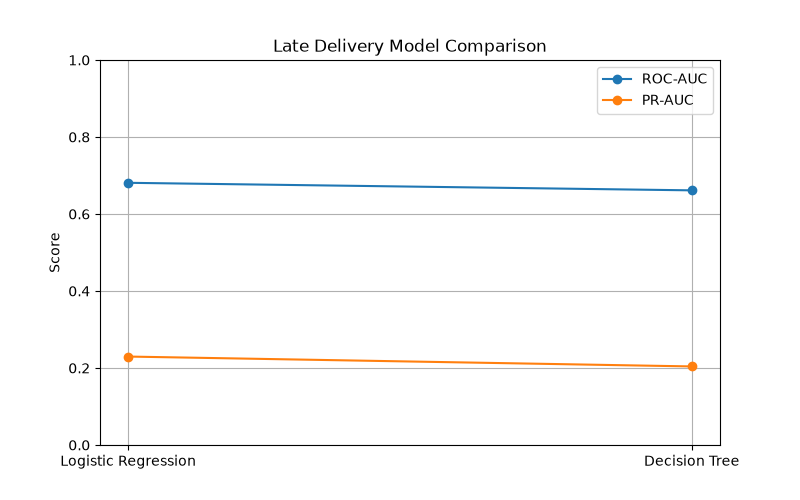 Late Delivery Model Comparison
ROC-AUC
PR-AUC
Score
1.0
0.8
0.6
0.4
0.2
0.0
Logistic Regression
Decision Tree